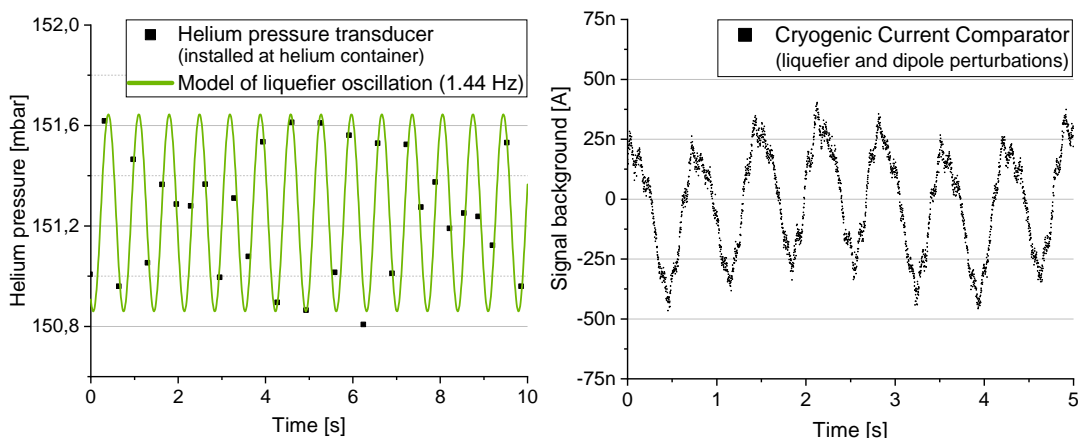 152,0
151,6
151,2
150,8
Helium pressure [mbar]
Helium pressure transducer
(installed at helium container)
Model of liquefier oscillation (1.44 Hz)
0 2 4 6 8 10
Time [s]
75n
50n
25n
0
-25n
-50n
-75n
Signal background [A]
Cryogenic Current Comparator
(liquefier and dipole perturbations)
0 1 2 3 4 5
Time [s]